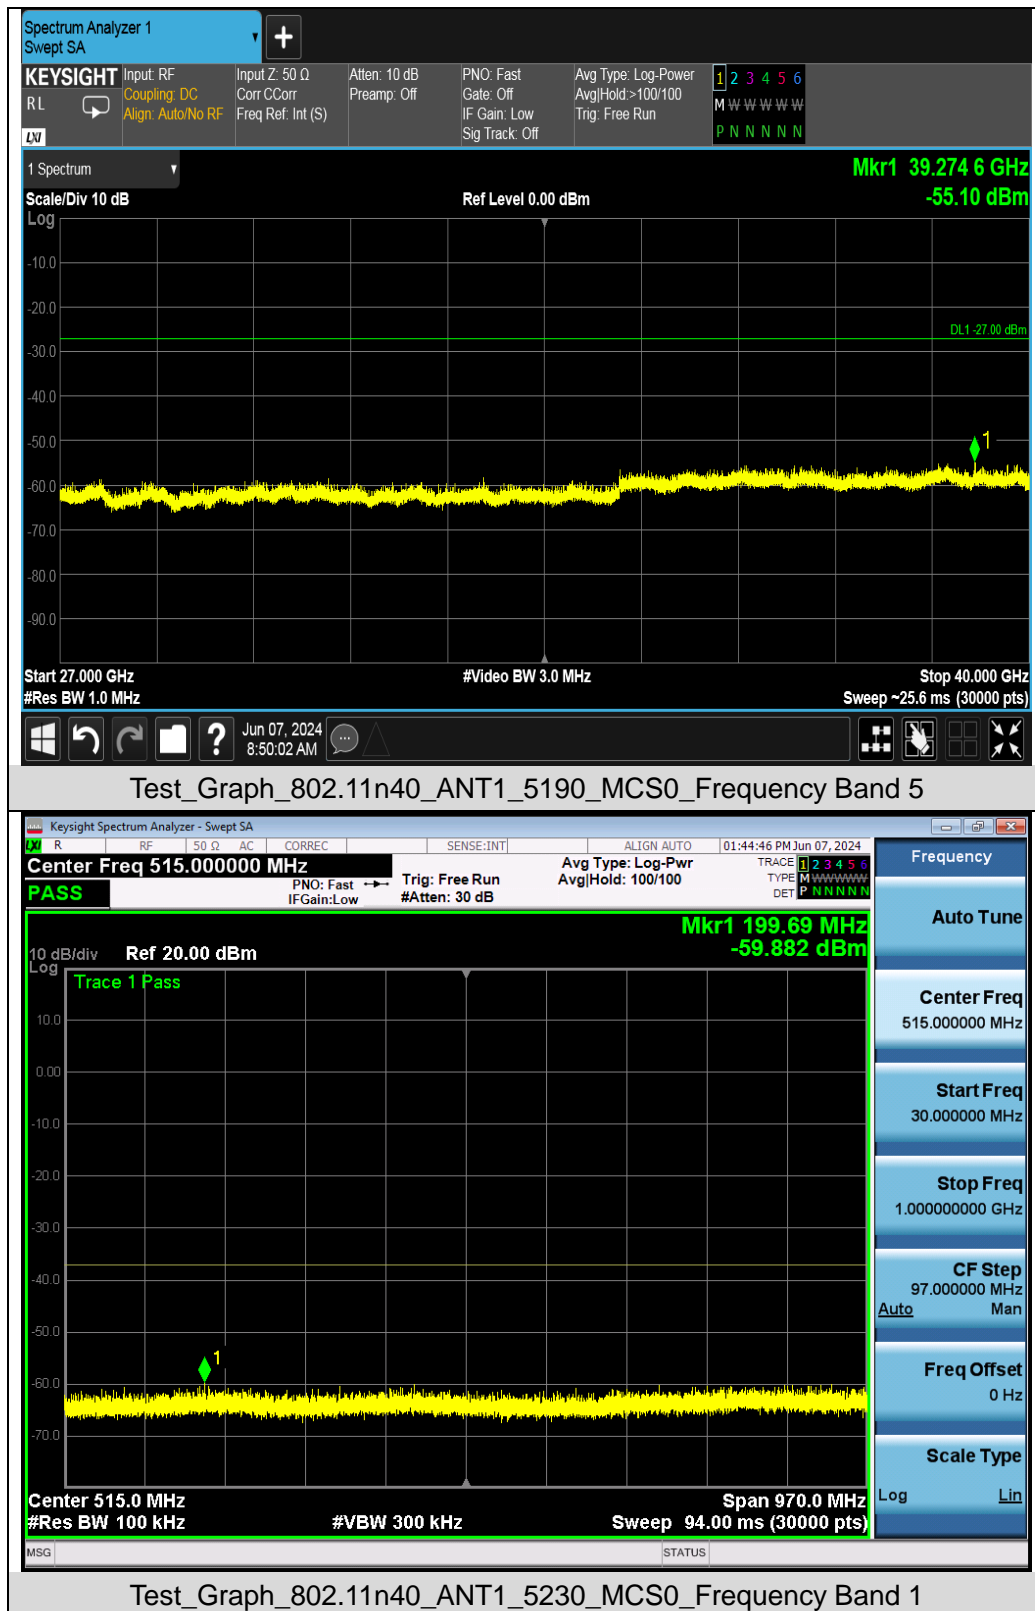 Spectrum Analyzer 1
Swept SA
KEYSIGHT
R L
LXI
Input: RF
Coupling: DC
Align: Auto/No RF
Input Z: 50 Ω
Corr CCorr
Freq Ref: Int (S)
Atten: 10 dB
Preamp: Off
PNO: Fast
Gate: Off
IF Gain: Low
Sig Track: Off
Avg Type: Log-Power
Avg|Hold:>100/100
Trig: Free Run
1 2 3 4 5 6
M W W W W W
P N N N N N
1 Spectrum
Mkr1 39.274 6 GHz
-55.10 dBm
Scale/Div 10 dB
Ref Level 0.00 dBm
Log
-10.0
-20.0
DL1 -27.00 dBm
-30.0
-40.0
-50.0
1
-60.0
-70.0
-80.0
-90.0
Start 27.000 GHz
#Video BW 3.0 MHz
Stop 40.000 GHz
#Res BW 1.0 MHz
Sweep ~25.6 ms (30000 pts)
?
Jun 07, 2024
8:50:02 AM
Test_Graph_802.11n40_ANT1_5190_MCS0_Frequency Band 5
Keysight Spectrum Analyzer - Swept SA
LXI R RF 50 Ω AC CORREC SENSE:INT ALIGN AUTO 01:44:46 PM Jun 07, 2024
Center Freq 515.000000 MHz
PASS
PNO: Fast
IFGain:Low
Trig: Free Run
#Atten: 30 dB
Avg Type: Log-Pwr
Avg|Hold: 100/100
TRACE 1 2 3 4 5 6
TYPE M W W W W W
DET P N N N N N
Mkr1 199.69 MHz
-59.882 dBm
10 dB/div
Ref 20.00 dBm
Log
Trace 1 Pass
10.0
0.00
-10.0
-20.0
-30.0
-40.0
-50.0
1
-60.0
-70.0
Center 515.0 MHz
Span 970.0 MHz
#Res BW 100 kHz
#VBW 300 kHz
Sweep 94.00 ms (30000 pts)
MSG
STATUS
Frequency
Auto Tune
Center Freq
515.000000 MHz
Start Freq
30.000000 MHz
Stop Freq
1.000000000 GHz
CF Step
97.000000 MHz
Auto Man
Freq Offset
0 Hz
Scale Type
Log Lin
Test_Graph_802.11n40_ANT1_5230_MCS0_Frequency Band 1